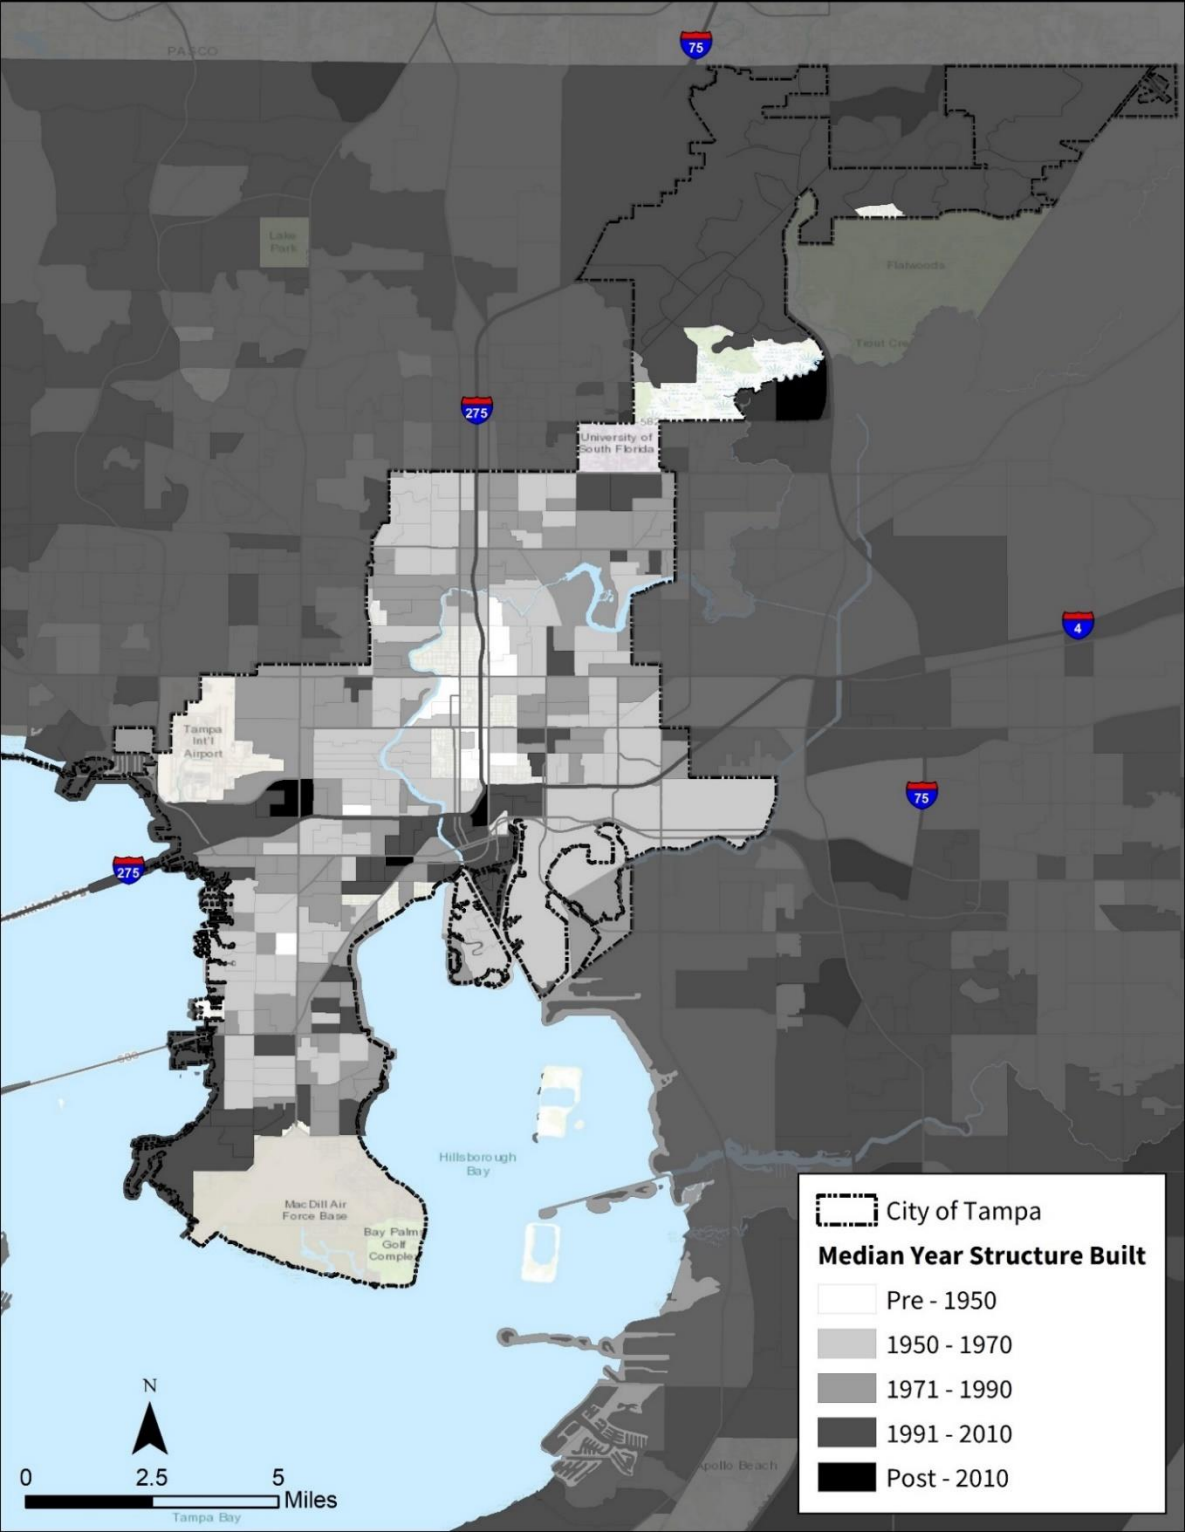 PASCO
75
Lake
Park
Flatwoods
275
582
University of
South Florida
4
Tampa
Int'l
Airport
75
275
Hillsborough
Bay
MacDill Air
Force Base
Bay Palm
Golf
Comple
City of Tampa
Median Year Structure Built
Pre - 1950
1950 - 1970
1971 - 1990
1991 - 2010
Post - 2010
N
0 2.5 5
Miles
Tampa Bay
Apollo Beach